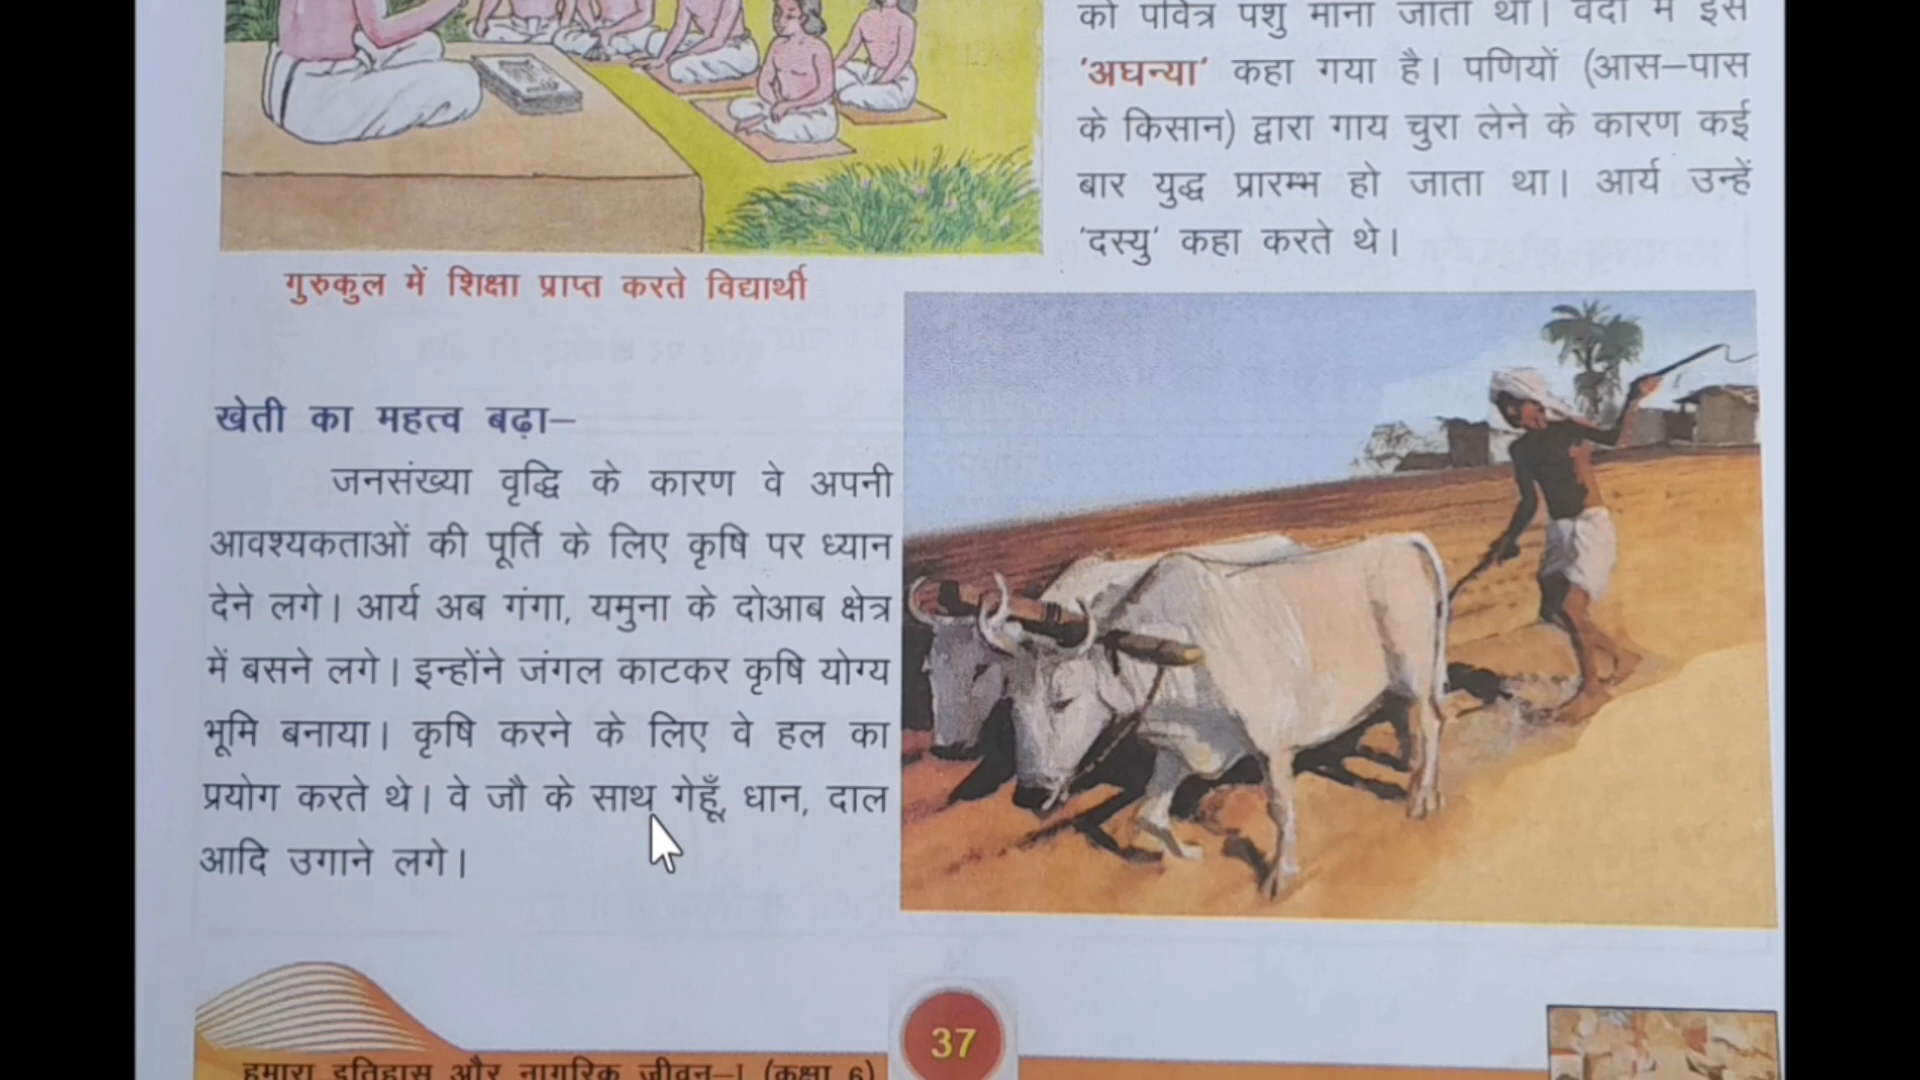 को पवित्र पशु माना जाता था। वेदों में इसे
'अघन्या' कहा गया है। पणियों (आस–पास
के किसान) द्वारा गाय चुरा लेने के कारण कई
बार युद्ध प्रारम्भ हो जाता था। आर्य उन्हें
'दस्यु' कहा करते थे।
गुरुकुल में शिक्षा प्राप्त करते विद्यार्थी
खेती का महत्व बढ़ा–
जनसंख्या वृद्धि के कारण वे अपनी
आवश्यकताओं की पूर्ति के लिए कृषि पर ध्यान
देने लगे। आर्य अब गंगा, यमुना के दोआब क्षेत्र
में बसने लगे। इन्होंने जंगल काटकर कृषि योग्य
भूमि बनाया। कृषि करने के लिए वे हल का
प्रयोग करते थे। वे जौ के साथ गेहूँ, धान, दाल
आदि उगाने लगे।
37
हमारा इतिहास और नागरिक जीवन–I (कक्षा 6)